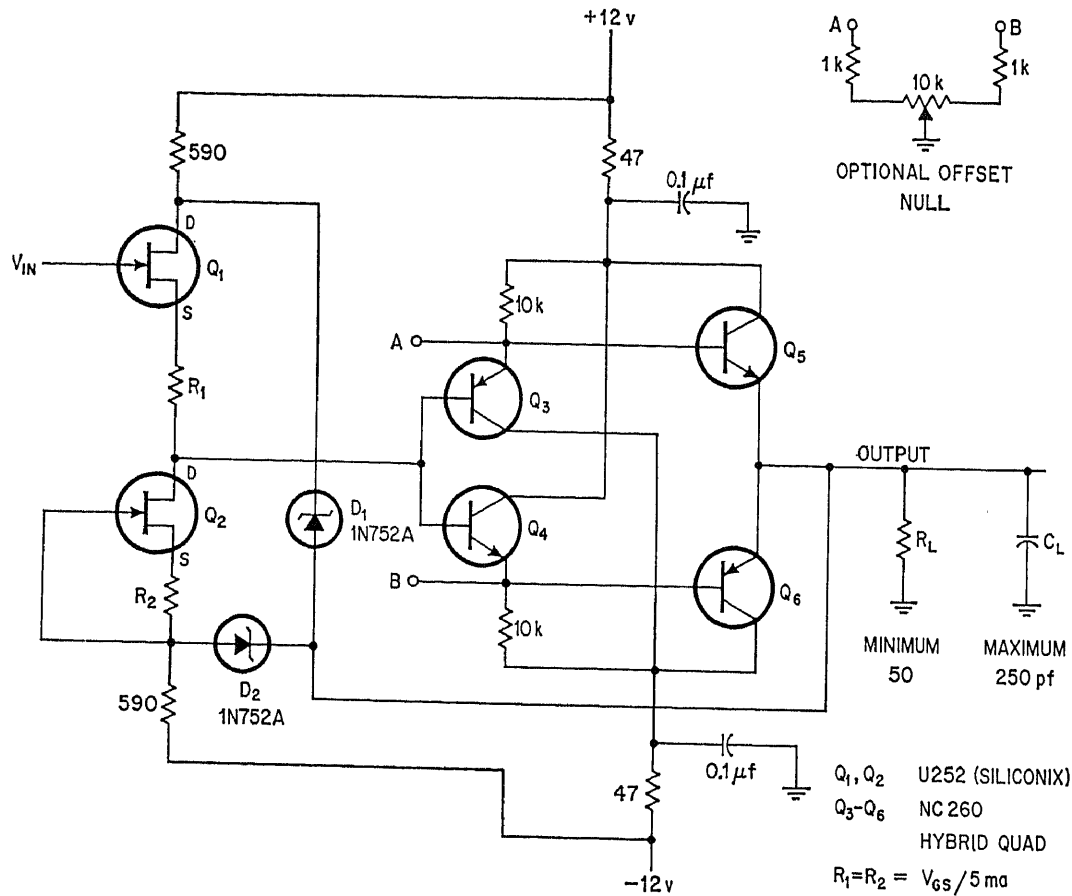 +12 v
A
B
1k
10 k
1k
OPTIONAL OFFSET
NULL
590
47
0.1 µf
D
V_IN
Q₁
S
10 k
A
Q₃
Q₅
R₁
D
Q₂
S
D₁
1N752A
Q₄
B
OUTPUT
R_L
C_L
R₂
10 k
Q₆
MINIMUM
50
MAXIMUM
250 pf
D₂
1N752A
590
0.1 µf
47
-12 v
Q₁, Q₂ U252 (SILICONIX)
Q₃-Q₆ NC 260
HYBRID QUAD
R₁=R₂ = V_GS/5 ma